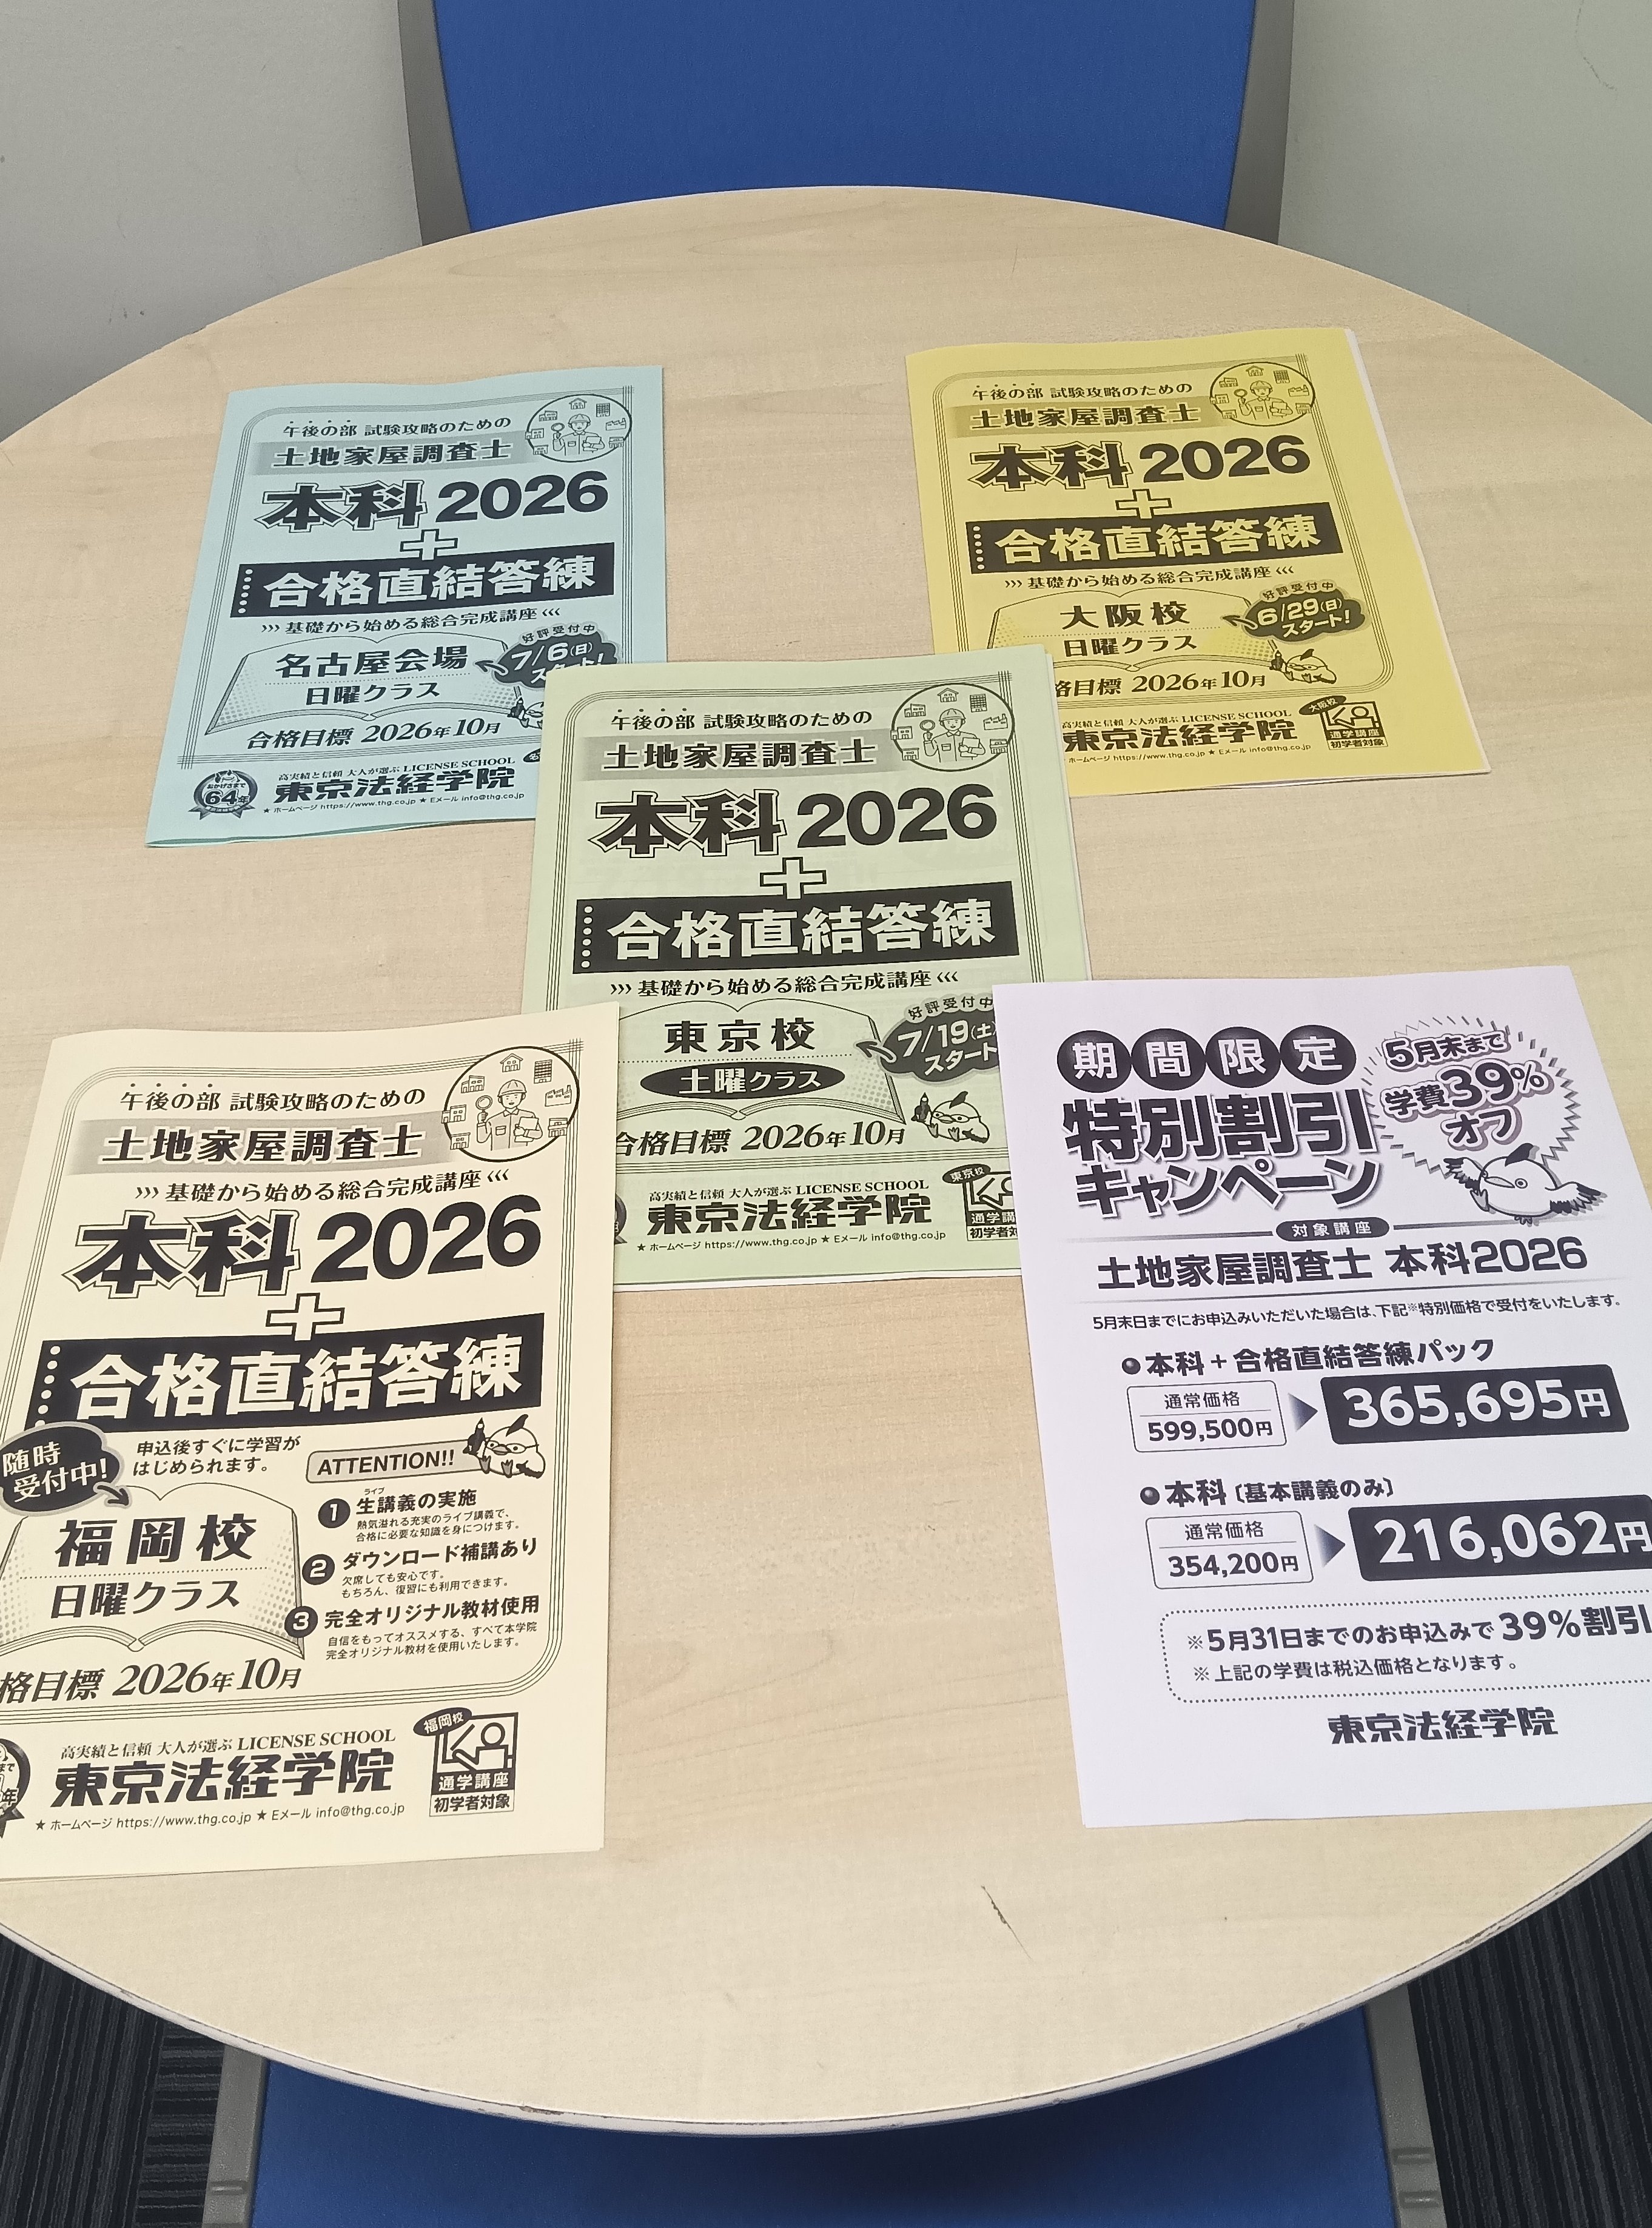 午後の部 試験攻略のための
土地家屋調査士
本科2026
+
合格直結答練
基礎から始める総合完成講座
名古屋会場
日曜クラス
好評受付中
7/6(日)
スタート!
合格目標 2026年10月
おかげさまで
64年
高実績と信頼 大人が選ぶ LICENSE SCHOOL
東京法経学院
★ ホームページ https://www.thg.co.jp ★ Eメール info@thg.co.jp
午後の部 試験攻略のための
土地家屋調査士
本科2026
+
合格直結答練
基礎から始める総合完成講座
大阪校
日曜クラス
好評受付中
6/29(日)
スタート!
格目標 2026年10月
高実績と信頼 大人が選ぶ LICENSE SCHOOL
東京法経学院
ホームページ https://www.thg.co.jp ★ Eメール info@thg.co.jp
大阪校
通学講座
初学者対象
午後の部 試験攻略のための
土地家屋調査士
本科2026
+
合格直結答練
基礎から始める総合完成講座
東京校
土曜クラス
好評受付中
7/19(土)
スタート
合格目標 2026年10月
高実績と信頼 大人が選ぶ LICENSE SCHOOL
東京法経学院
★ ホームページ https://www.thg.co.jp ★ Eメール info@thg.co.jp
東京校
通学講
初学者対
午後の部 試験攻略のための
土地家屋調査士
基礎から始める総合完成講座
本科2026
+
合格直結答練
随時
受付中!
申込後すぐに学習が
はじめられます。
福岡校
日曜クラス
ATTENTION!!
1 生講義の実施
ライブ
熱気溢れる充実のライブ講義で、
合格に必要な知識を身につけます。
2 ダウンロード補講あり
欠席しても安心です。
もちろん、復習にも利用できます。
3 完全オリジナル教材使用
自信をもってオススメする、すべて本学院
完全オリジナル教材を使用いたします。
格目標 2026年10月
高実績と信頼 大人が選ぶ LICENSE SCHOOL
東京法経学院
★ ホームページ https://www.thg.co.jp ★ Eメール info@thg.co.jp
福岡校
通学講座
初学者対象
期間限定
特別割引
キャンペーン
5月末まで
学費39%
オフ
対象講座
土地家屋調査士 本科2026
5月末日までにお申込みいただいた場合は、下記※特別価格で受付をいたします。
●本科＋合格直結答練パック
通常価格
599,500円
365,695円
●本科〔基本講義のみ〕
通常価格
354,200円
216,062円
※5月31日までのお申込みで39%割引
※上記の学費は税込価格となります。
東京法経学院